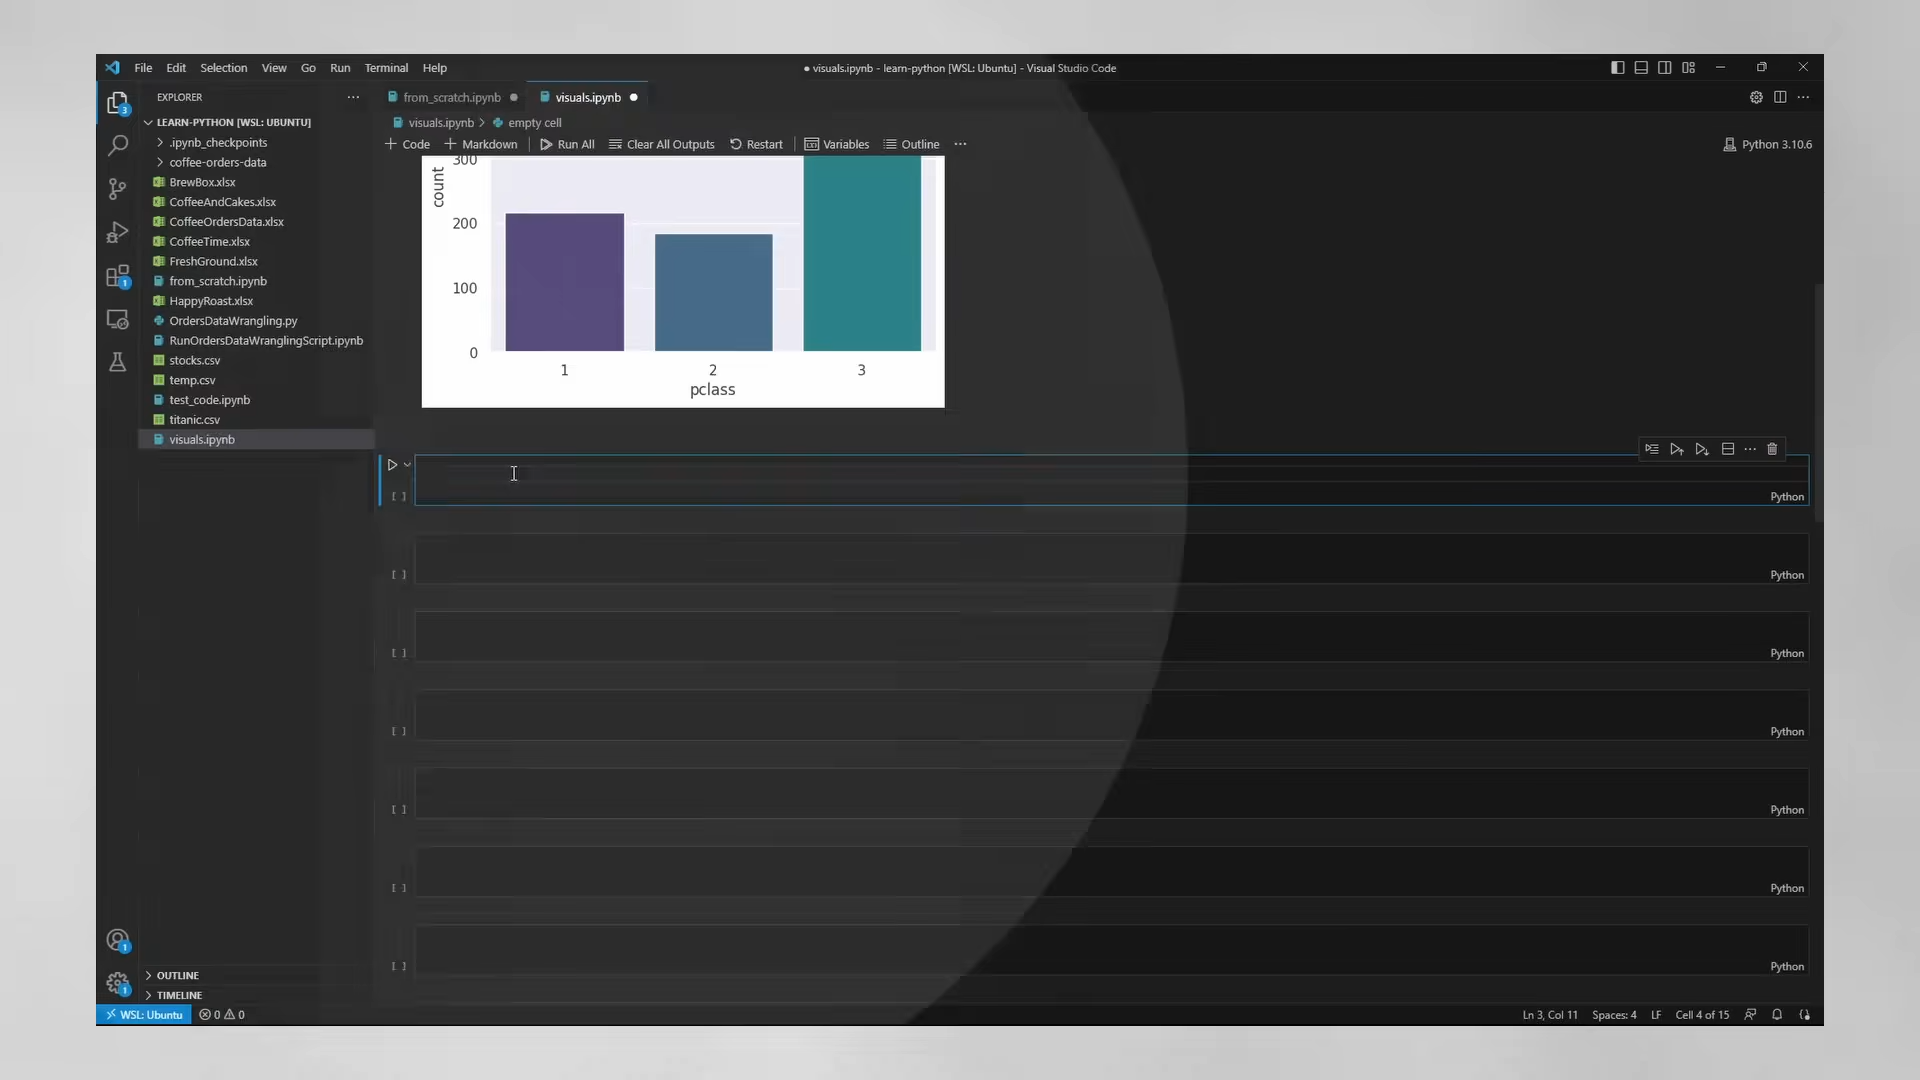 File Edit Selection View Go Run Terminal Help
● visuals.ipynb - learn-python [WSL: Ubuntu] - Visual Studio Code
EXPLORER
from_scratch.ipynb
visuals.ipynb
LEARN-PYTHON [WSL: UBUNTU]
visuals.ipynb > empty cell
Code Markdown Run All Clear All Outputs Restart Variables Outline
Python 3.10.6
3
.ipynb_checkpoints
coffee-orders-data
BrewBox.xlsx
CoffeeAndCakes.xlsx
CoffeeOrdersData.xlsx
CoffeeTime.xlsx
FreshGround.xlsx
from_scratch.ipynb
HappyRoast.xlsx
OrdersDataWrangling.py
RunOrdersDataWranglingScript.ipynb
stocks.csv
temp.csv
test_code.ipynb
titanic.csv
visuals.ipynb
1
count
300
200
100
0
1 2 3
pclass
[ ] Python
[ ] Python
[ ] Python
[ ] Python
[ ] Python
[ ] Python
[ ] Python
1
1
OUTLINE
TIMELINE
WSL: Ubuntu 0 0
Ln 3, Col 11 Spaces: 4 LF Cell 4 of 15